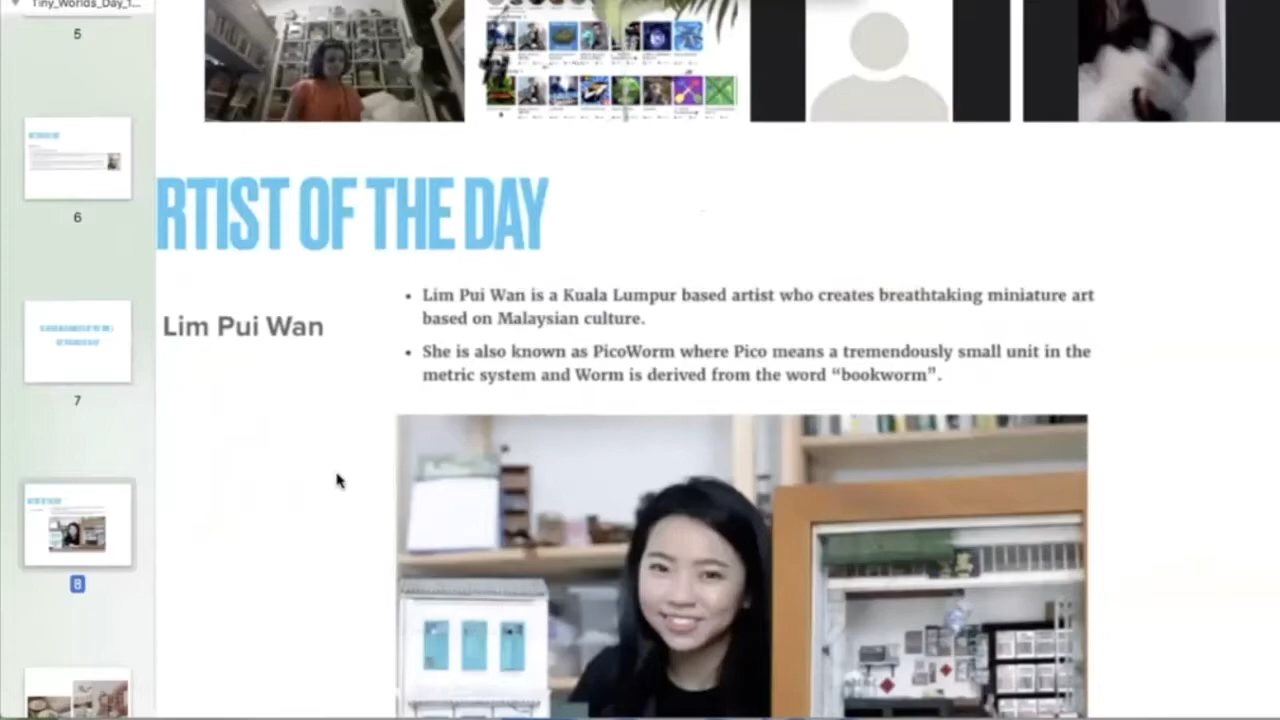 Tiny_Worlds_Day_1...
5
6
7
8
RTIST OF THE DAY
Lim Pui Wan
• Lim Pui Wan is a Kuala Lumpur based artist who creates breathtaking miniature art
based on Malaysian culture.
• She is also known as PicoWorm where Pico means a tremendously small unit in the
metric system and Worm is derived from the word “bookworm”.